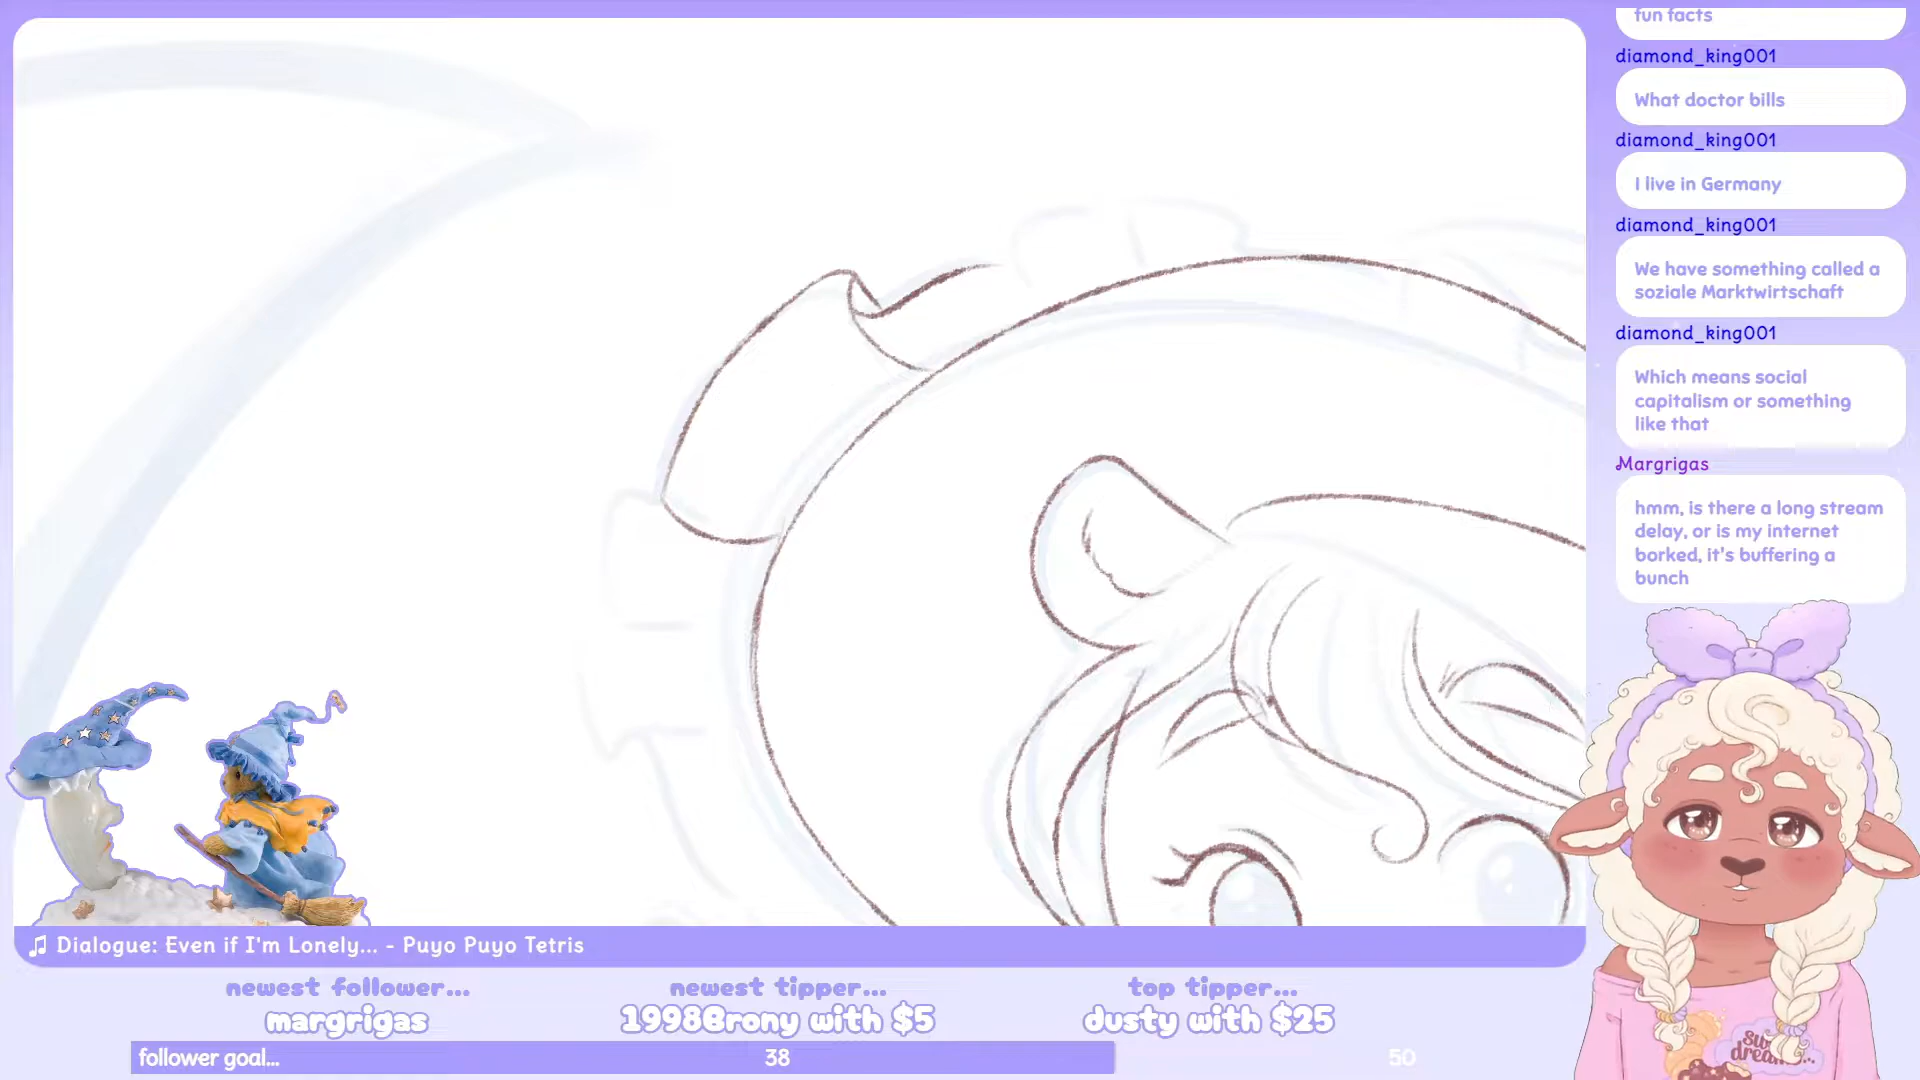 fun facts
diamond_king001
What doctor bills
diamond_king001
I live in Germany
diamond_king001
We have something called a
soziale Marktwirtschaft
diamond_king001
Which means social
capitalism or something
like that
Margrigas
hmm, is there a long stream
delay, or is my internet
borked, it's buffering a
bunch
♫ Dialogue: Even if I'm Lonely... - Puyo Puyo Tetris
newest follower...
margrigas
newest tipper...
1998Brony with $5
top tipper...
dusty with $25
follower goal...
38
50